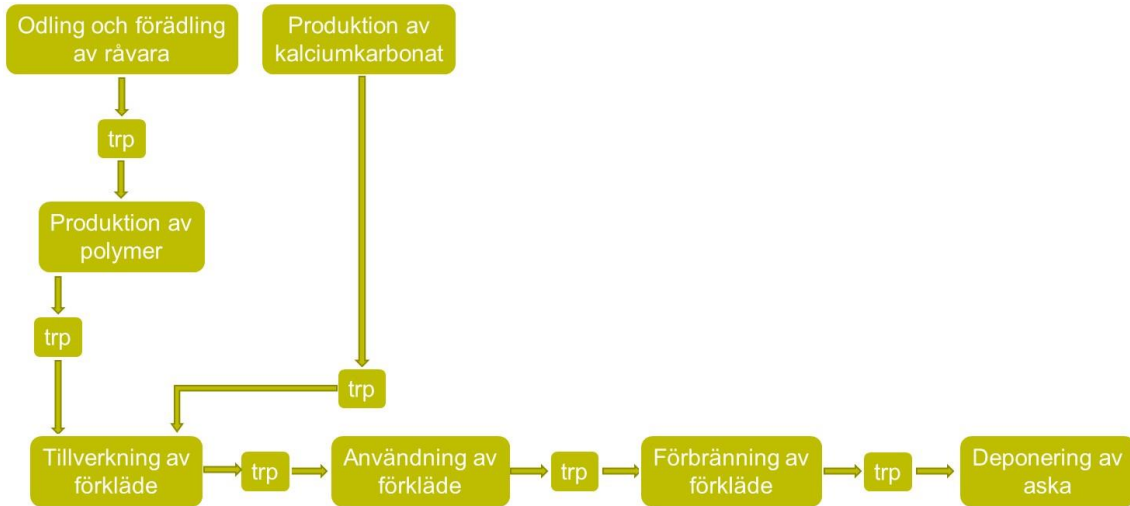 Odling och förädling
av råvara
Produktion av
kalciumkarbonat
trp
Produktion av
polymer
trp
trp
Tillverkning av
förkläde
trp
Användning av
förkläde
trp
Förbränning av
förkläde
trp
Deponering av
aska